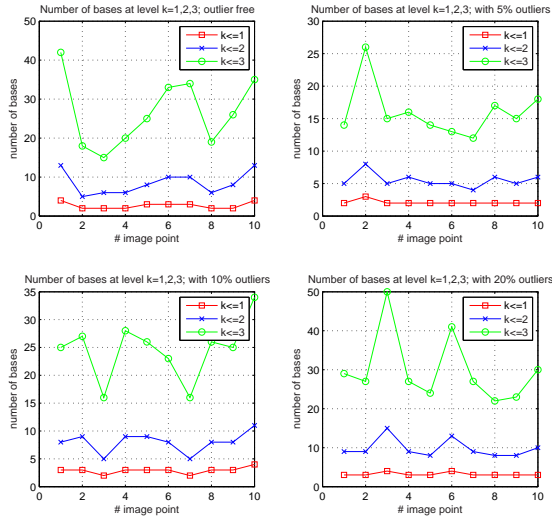 Number of bases at level k=1,2,3; outlier free
number of bases
50
40
30
20
10
0
0 2 4 6 8 10
# image point
k<=1
k<=2
k<=3
Number of bases at level k=1,2,3; with 5% outliers
number of bases
30
25
20
15
10
5
0
0 2 4 6 8 10
# image point
k<=1
k<=2
k<=3
Number of bases at level k=1,2,3; with 10% outliers
number of bases
35
30
25
20
15
10
5
0
0 2 4 6 8 10
# image point
k<=1
k<=2
k<=3
Number of bases at level k=1,2,3; with 20% outliers
number of bases
50
40
30
20
10
0
0 2 4 6 8 10
# image point
k<=1
k<=2
k<=3